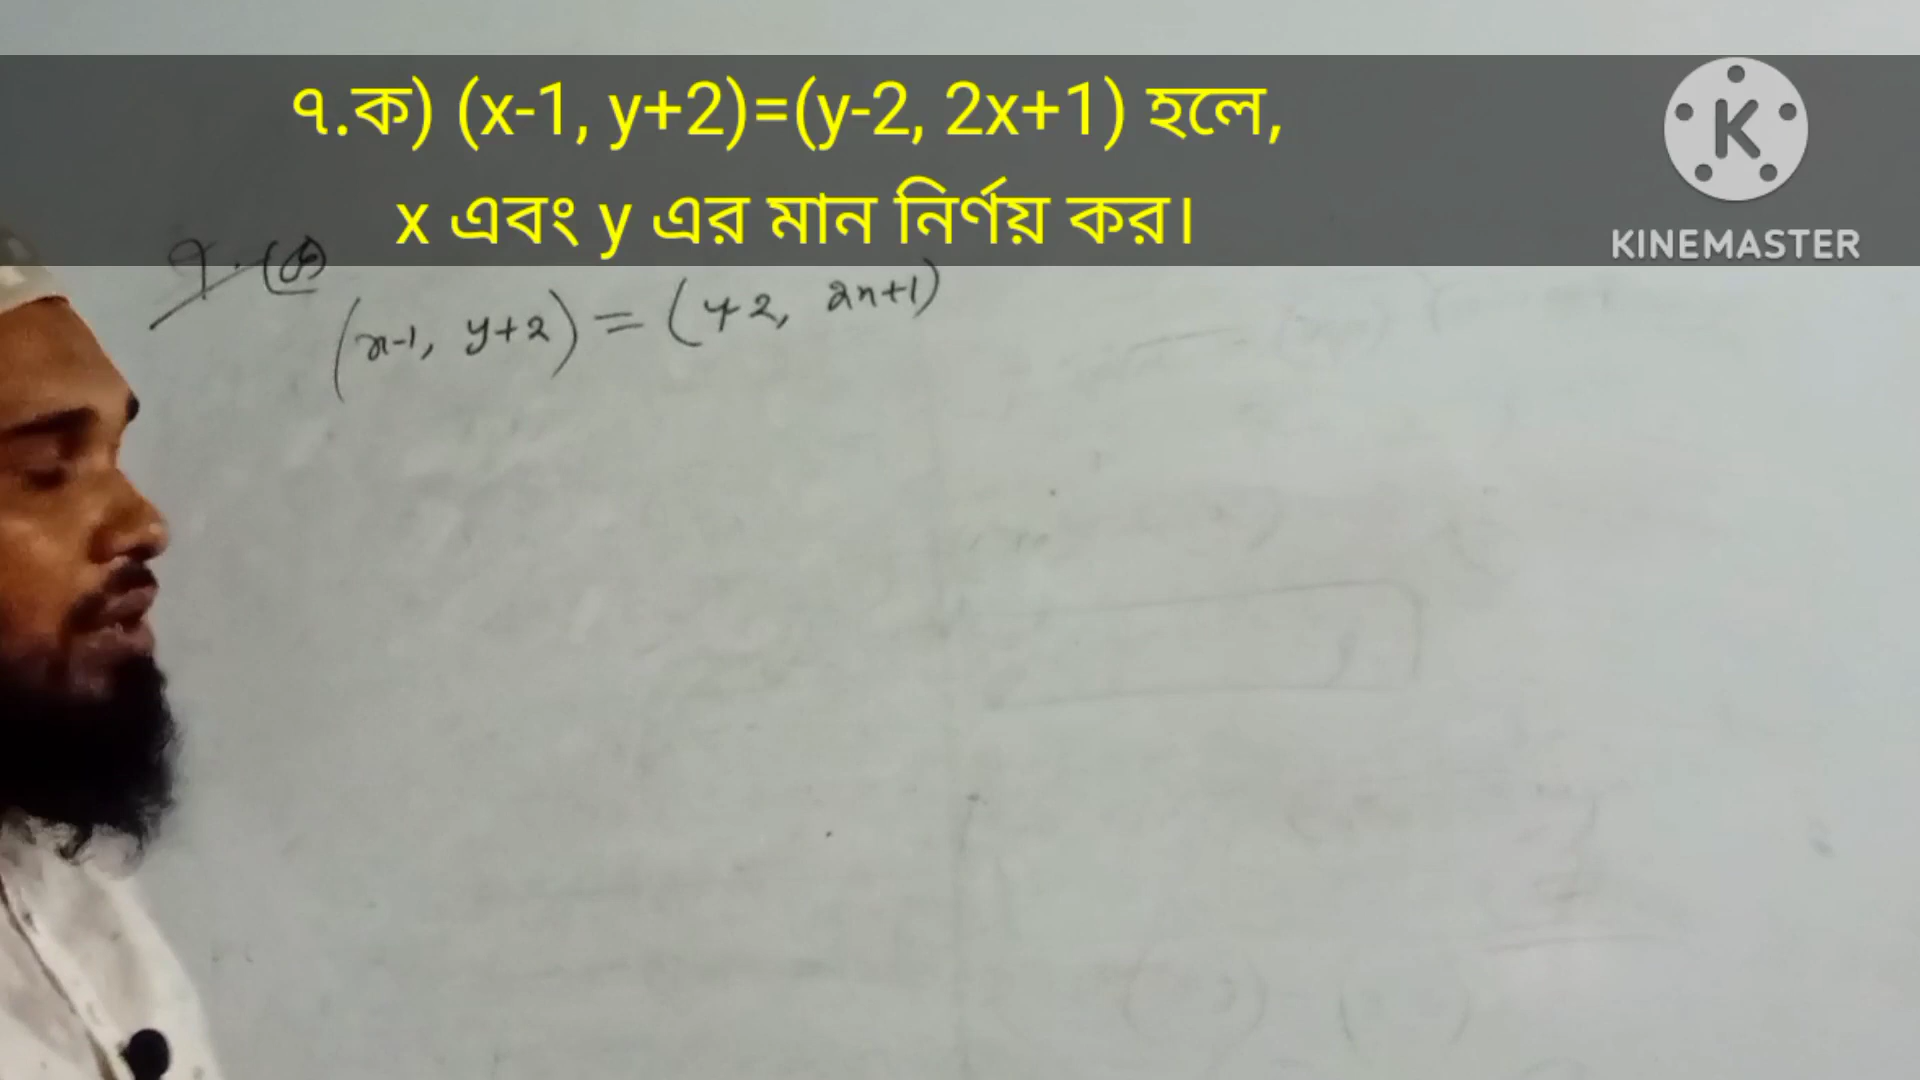 ৭.ক) (x-1, y+2)=(y-2, 2x+1) হলে,
x এবং y এর মান নির্ণয় কর।
KINEMASTER
৭.(ক)
(x-1, y+2) = (y-2, 2x+1)